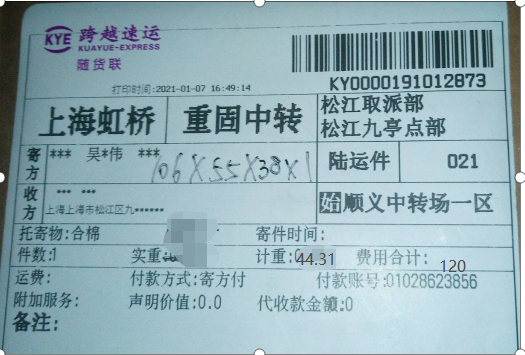 KYE 跨越速运
KUAYUE-EXPRESS
随货联
打印时间:2021-01-07 16:49:14
KY0000191012873
上海虹桥 重固中转 松江取派部
松江九亭点部
寄方 *** 吴*伟 ***
106X55X38X1
陆运件 021
收方 *** ***
上海上海市松江区九******
始 顺义中转场一区
托寄物:合棉 寄件时间:
件数:1 实重: 计重:44.31 费用合计:120
运费: 付款方式:寄方付 付款账号:01028623856
附加服务: 声明价值:0.0 代收款金额:0
备注: